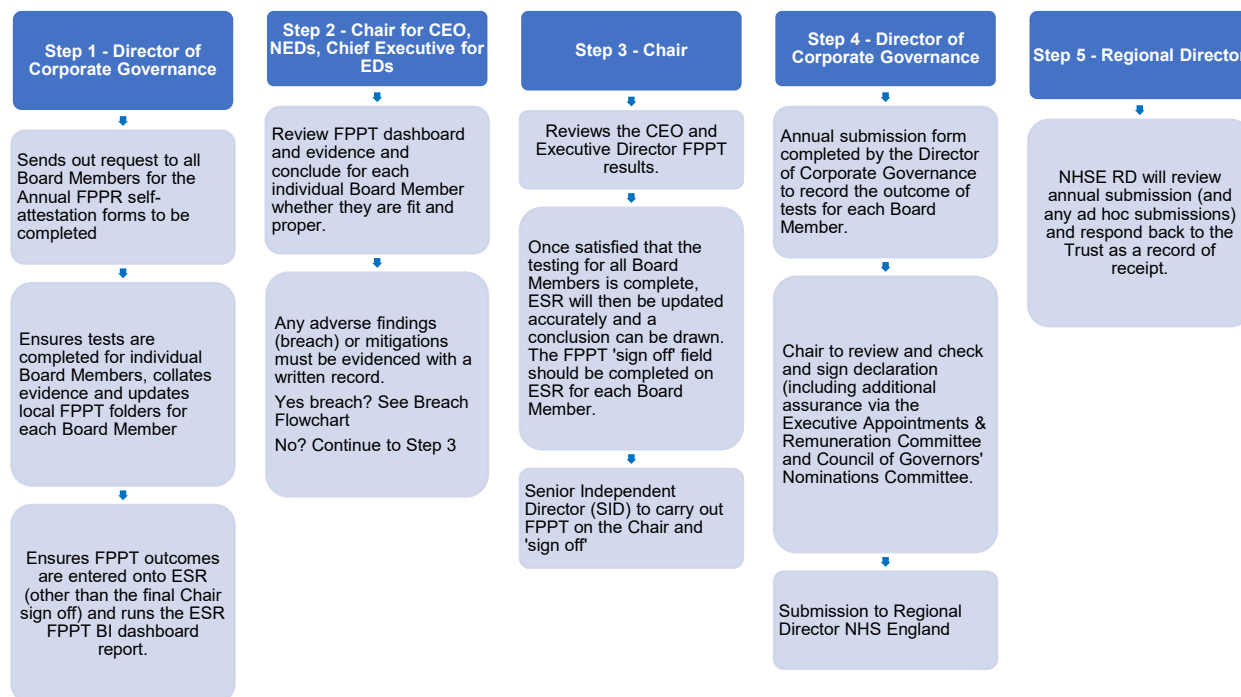 Step 1 - Director of
Corporate Governance
Sends out request to all
Board Members for the
Annual FPPR self-
attestation forms to be
completed
Ensures tests are
completed for individual
Board Members, collates
evidence and updates
local FPPT folders for
each Board Member
Ensures FPPT outcomes
are entered onto ESR
(other than the final Chair
sign off) and runs the ESR
FPPT BI dashboard
report.
Step 2 - Chair for CEO,
NEDs, Chief Executive for
EDs
Review FPPT dashboard
and evidence and
conclude for each
individual Board Member
whether they are fit and
proper.
Any adverse findings
(breach) or mitigations
must be evidenced with a
written record.
Yes breach? See Breach
Flowchart
No? Continue to Step 3
Step 3 - Chair
Reviews the CEO and
Executive Director FPPT
results.
Once satisfied that the
testing for all Board
Members is complete,
ESR will then be updated
accurately and a
conclusion can be drawn.
The FPPT 'sign off' field
should be completed on
ESR for each Board
Member.
Senior Independent
Director (SID) to carry out
FPPT on the Chair and
'sign off'
Step 4 - Director of
Corporate Governance
Annual submission form
completed by the Director
of Corporate Governance
to record the outcome of
tests for each Board
Member.
Chair to review and check
and sign declaration
(including additional
assurance via the
Executive Appointments &
Remuneration Committee
and Council of Governors'
Nominations Committee.
Submission to Regional
Director NHS England
Step 5 - Regional Director
NHSE RD will review
annual submission (and
any ad hoc submissions)
and respond back to the
Trust as a record of
receipt.